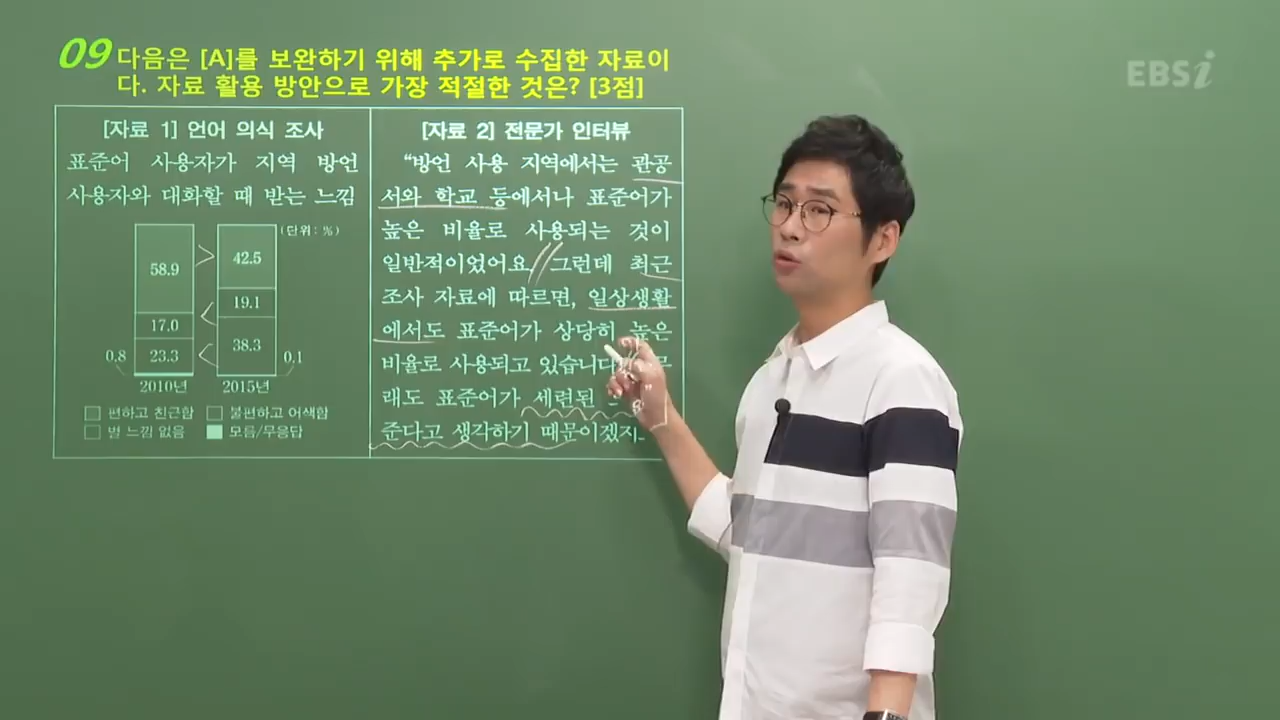 09 다음은 [A]를 보완하기 위해 추가로 수집한 자료이
다. 자료 활용 방안으로 가장 적절한 것은? [3점]
EBSi
[자료 1] 언어 의식 조사
표준어 사용자가 지역 방언
사용자와 대화할 때 받는 느낌
(단위: %)
58.9
42.5
17.0
19.1
23.3
38.3
0.8
0.1
2010년
2015년
편하고 친근함
불편하고 어색함
별 느낌 없음
모름/무응답
[자료 2] 전문가 인터뷰
“방언 사용 지역에서는 관공
서와 학교 등에서나 표준어가
높은 비율로 사용되는 것이
일반적이었어요. 그런데 최근
조사 자료에 따르면, 일상생활
에서도 표준어가 상당히 높은
비율로 사용되고 있습니다
래도 표준어가 세련된
준다고 생각하기 때문이겠지